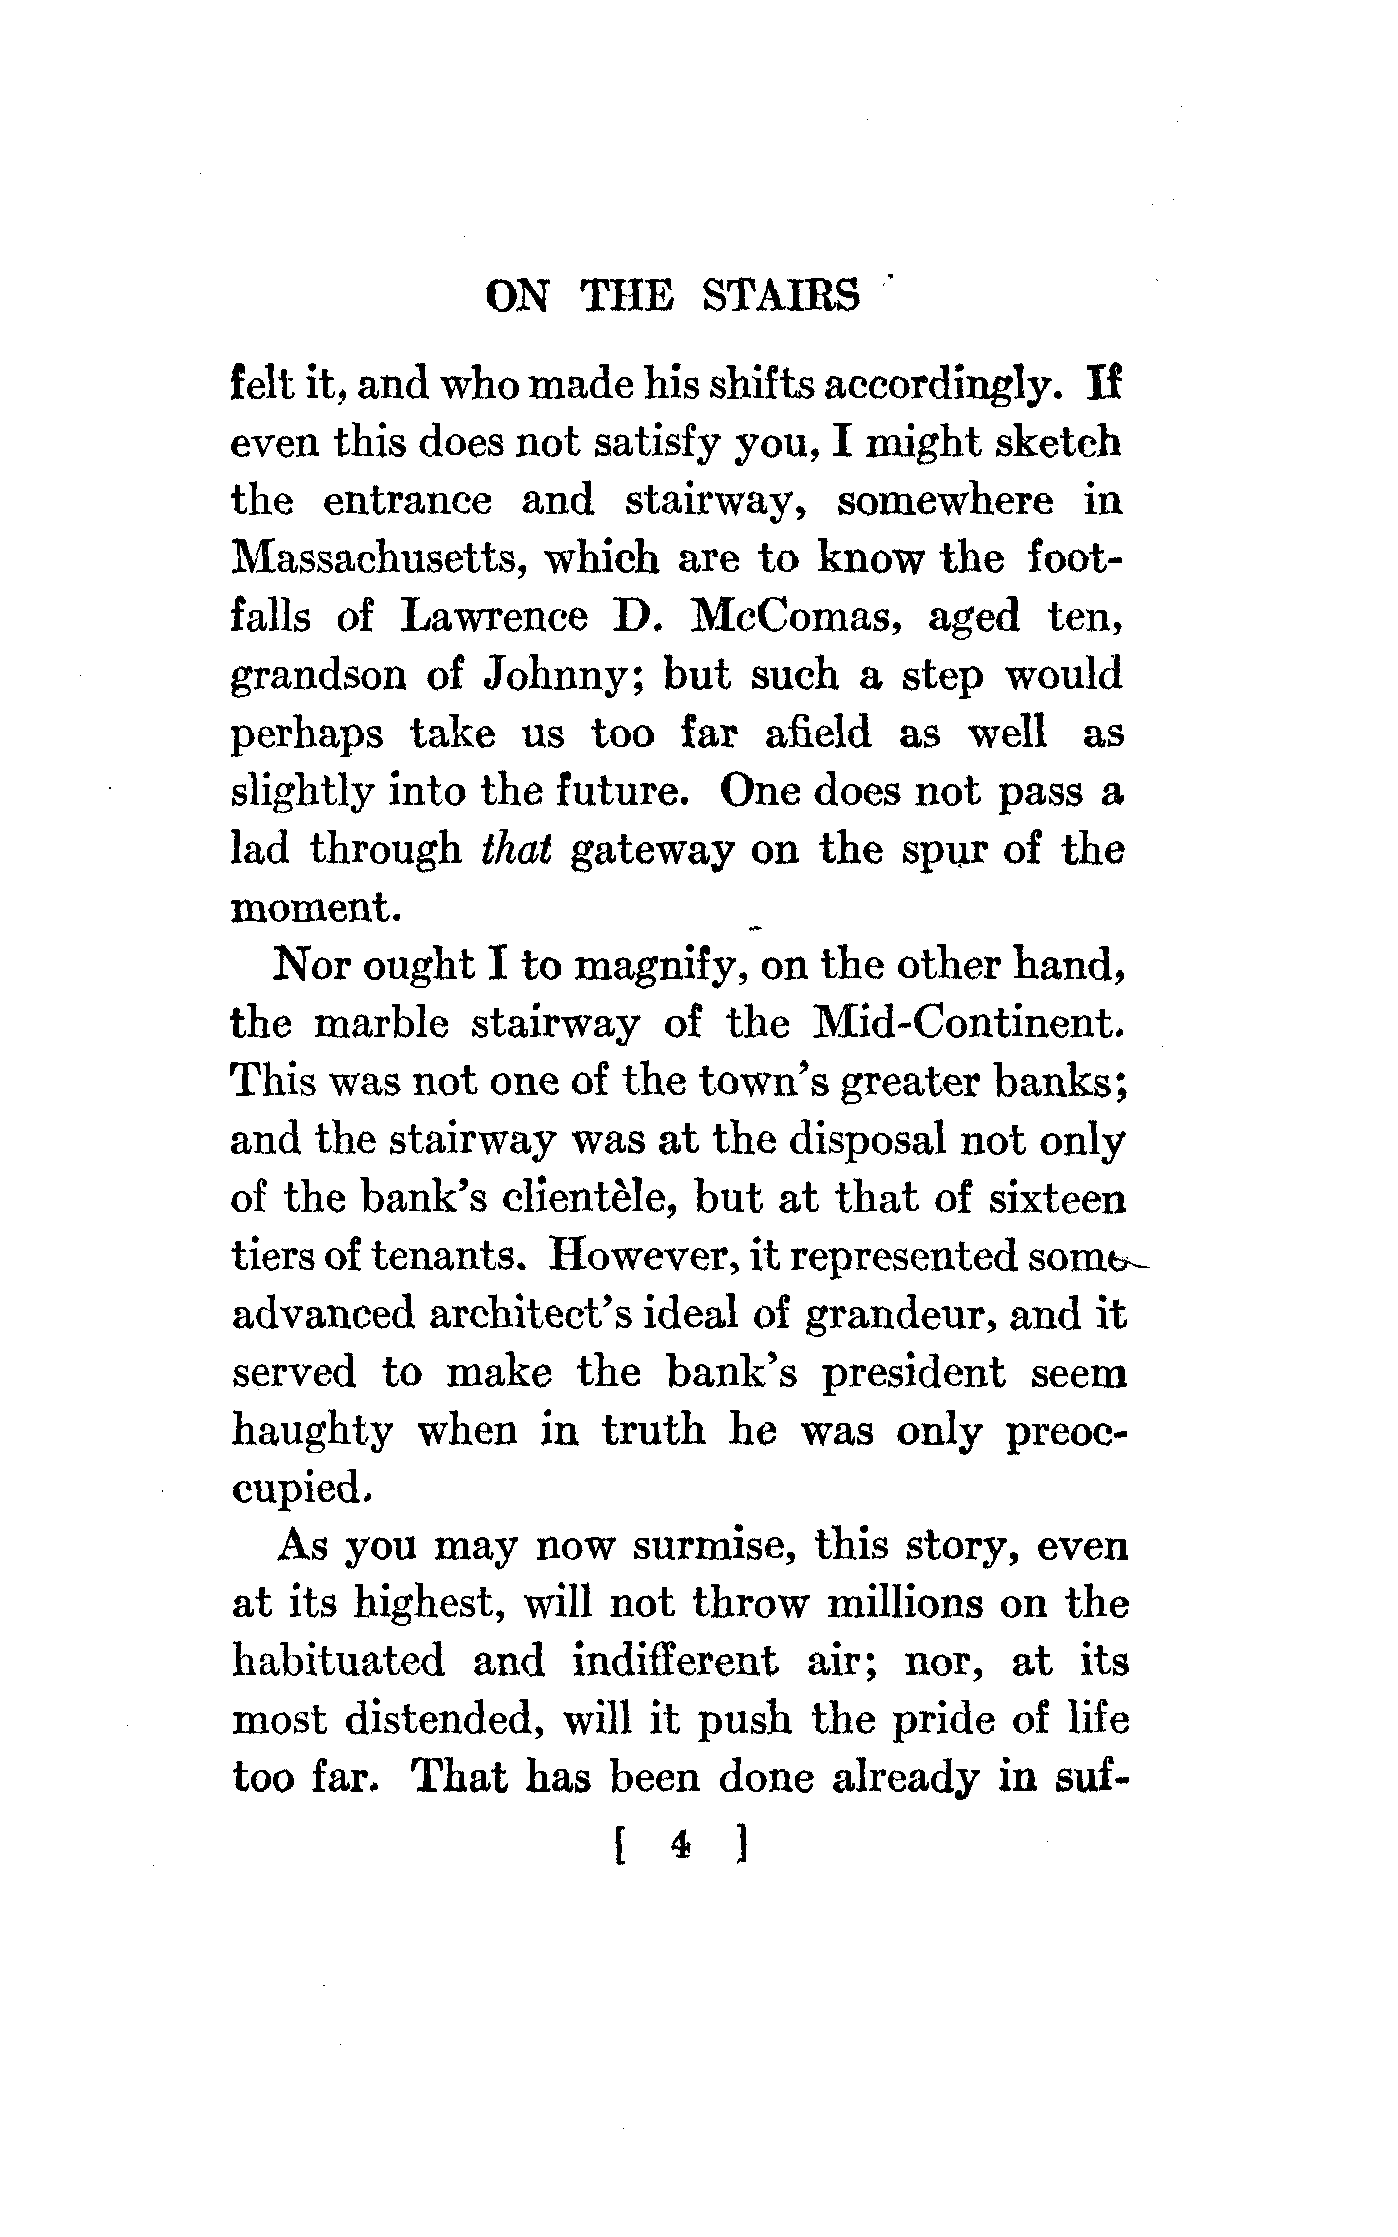 ON THE STAIRS
felt it, and who made his shifts accordingly. If
even this does not satisfy you, I might sketch
the entrance and stairway, somewhere in
Massachusetts, which are to know the foot-
falls of Lawrence D. McComas, aged ten,
grandson of Johnny; but such a step would
perhaps take us too far afield as well as
slightly into the future. One does not pass a
lad through that gateway on the spur of the
moment.
Nor ought I to magnify, on the other hand,
the marble stairway of the Mid-Continent.
This was not one of the town's greater banks;
and the stairway was at the disposal not only
of the bank's clientèle, but at that of sixteen
tiers of tenants. However, it represented some
advanced architect's ideal of grandeur, and it
served to make the bank's president seem
haughty when in truth he was only preoc-
cupied.
As you may now surmise, this story, even
at its highest, will not throw millions on the
habituated and indifferent air; nor, at its
most distended, will it push the pride of life
too far. That has been done already in suf-
[ 4 ]